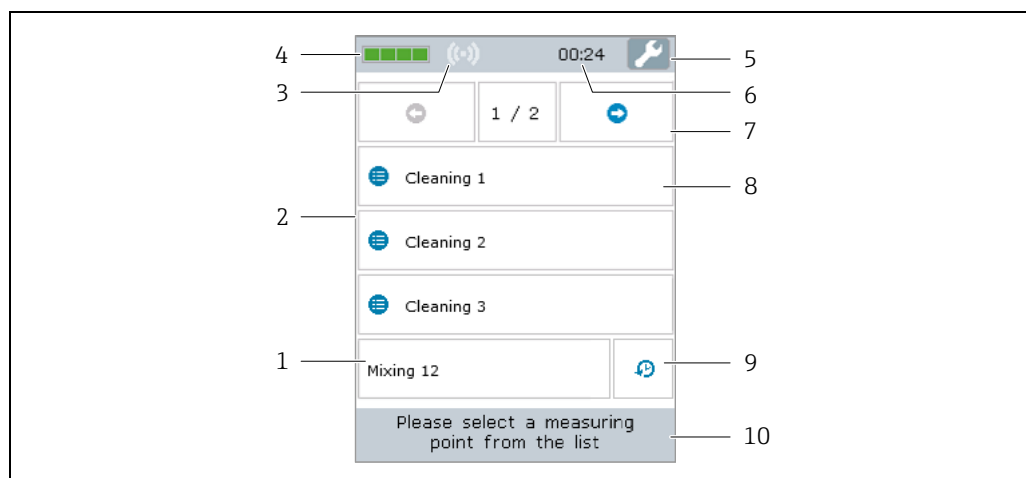 4
00:24
5
3
6
1 / 2
7
Cleaning 1
8
2
Cleaning 2
Cleaning 3
1
Mixing 12
9
Please select a measuring
point from the list
10